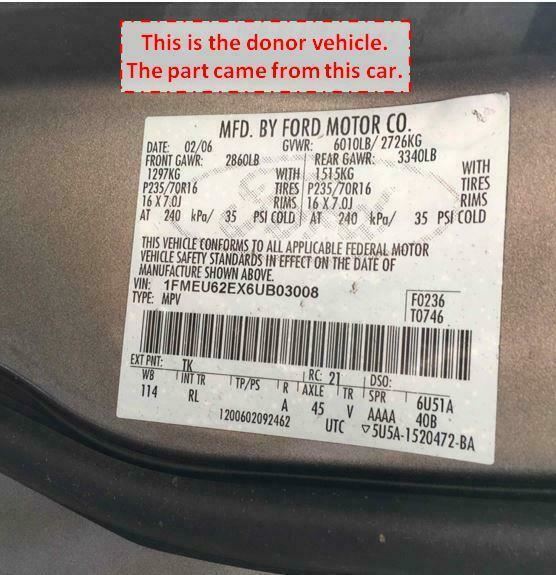 This is the donor vehicle.
The part came from this car.
MFD. BY FORD MOTOR CO.
DATE: 02/06 GVWR: 6010LB/ 2726KG
FRONT GAWR: 2860LB REAR GAWR: 3340LB
1297KG WITH 1515KG WITH
P235/70R16 TIRES P235/70R16 TIRES
16 X 7.0J RIMS 16 X 7.0J RIMS
AT 240 kPa/ 35 PSI COLD AT 240 kPa/ 35 PSI COLD
Ford
THIS VEHICLE CONFORMS TO ALL APPLICABLE FEDERAL MOTOR
VEHICLE SAFETY STANDARDS IN EFFECT ON THE DATE OF
MANUFACTURE SHOWN ABOVE.
VIN: 1FMEU62EX6UB03008
TYPE: MPV
F0236
T0746
EXT PNT: TK RC: 21 DSO:
WB INT TR TP/PS R AXLE TR SPR 6U51A
114 RL A 45 V AAAA 40B
1200602092462 UTC ▽5U5A-1520472-BA